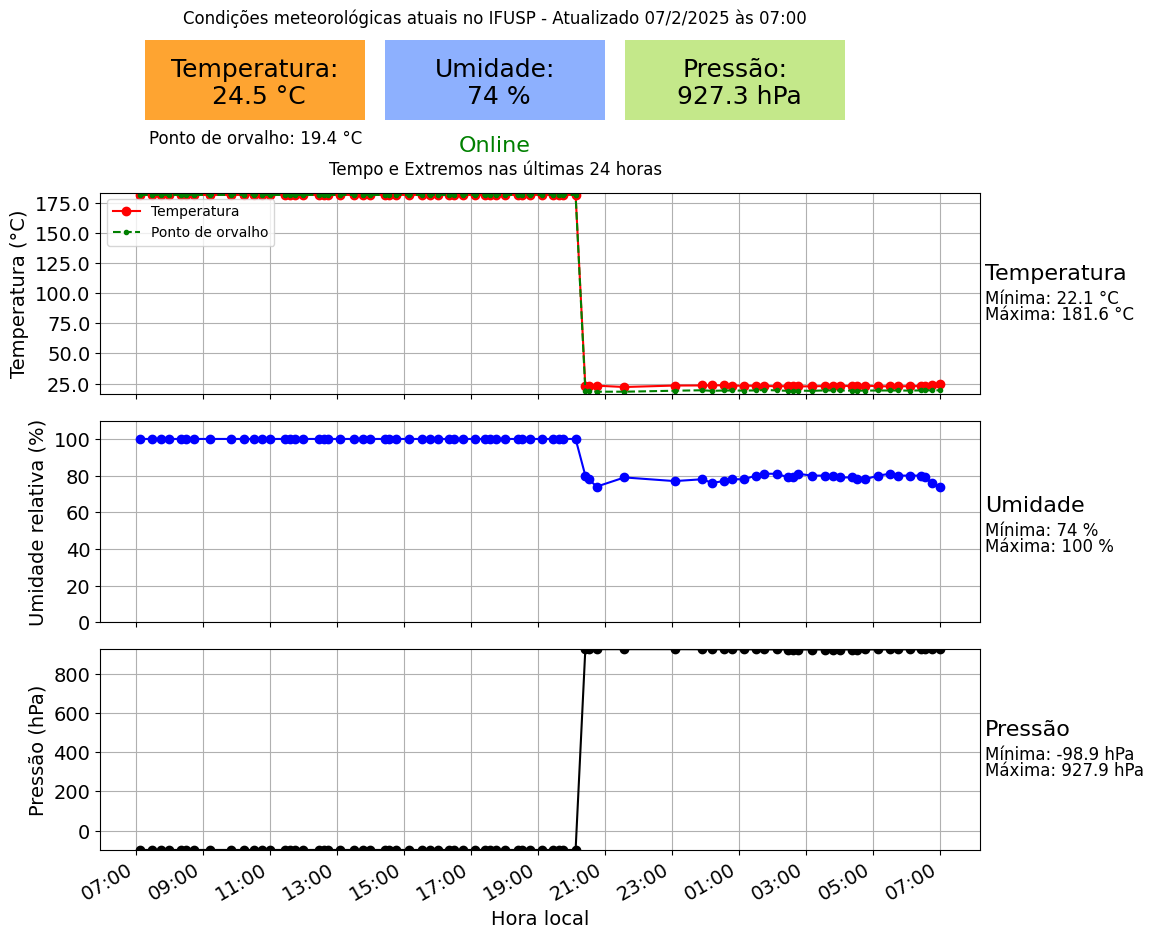 Condições meteorológicas atuais no IFUSP - Atualizado 07/2/2025 às 07:00
Temperatura:
24.5 °C
Umidade:
74 %
Pressão:
927.3 hPa
Ponto de orvalho: 19.4 °C
Online
Tempo e Extremos nas últimas 24 horas
Temperatura (°C)
175.0
150.0
125.0
100.0
75.0
50.0
25.0
Temperatura
Ponto de orvalho
Temperatura
Mínima: 22.1 °C
Máxima: 181.6 °C
Umidade relativa (%)
100
80
60
40
20
0
Umidade
Mínima: 74 %
Máxima: 100 %
Pressão (hPa)
800
600
400
200
0
Pressão
Mínima: -98.9 hPa
Máxima: 927.9 hPa
07:00 09:00 11:00 13:00 15:00 17:00 19:00 21:00 23:00 01:00 03:00 05:00 07:00
Hora local